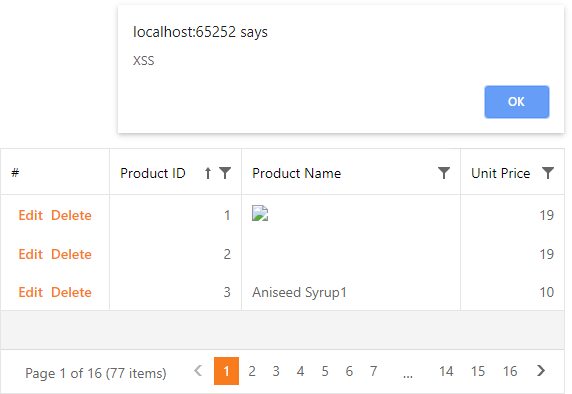 localhost:65252 says
XSS
OK
# Product ID Product Name Unit Price
Edit Delete 1 19
Edit Delete 2 19
Edit Delete 3 Aniseed Syrup1 10
Page 1 of 16 (77 items) 1 2 3 4 5 6 7 ... 14 15 16